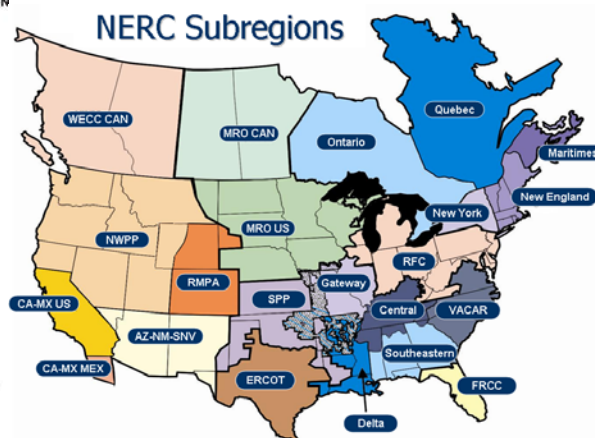 NERC Subregions
Quebec
WECC CAN
MRO CAN
Ontario
Maritimes
New England
New York
MRO US
NWPP
RFC
RMPA
Gateway
SPP
CA-MX US
Central
VACAR
AZ-NM-SNV
Southeastern
CA-MX MEX
ERCOT
FRCC
Delta